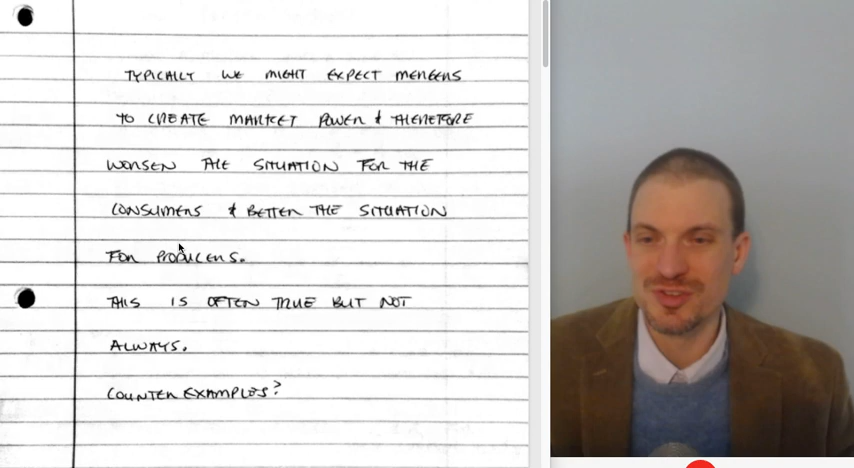 TYPICALLY WE MIGHT EXPECT MERGERS
TO CREATE MARKET POWER & THEREFORE
WORSEN THE SITUATION FOR THE
CONSUMERS & BETTER THE SITUATION
FOR PRODUCERS.
THIS IS OFTEN TRUE BUT NOT
ALWAYS.
COUNTER EXAMPLES?